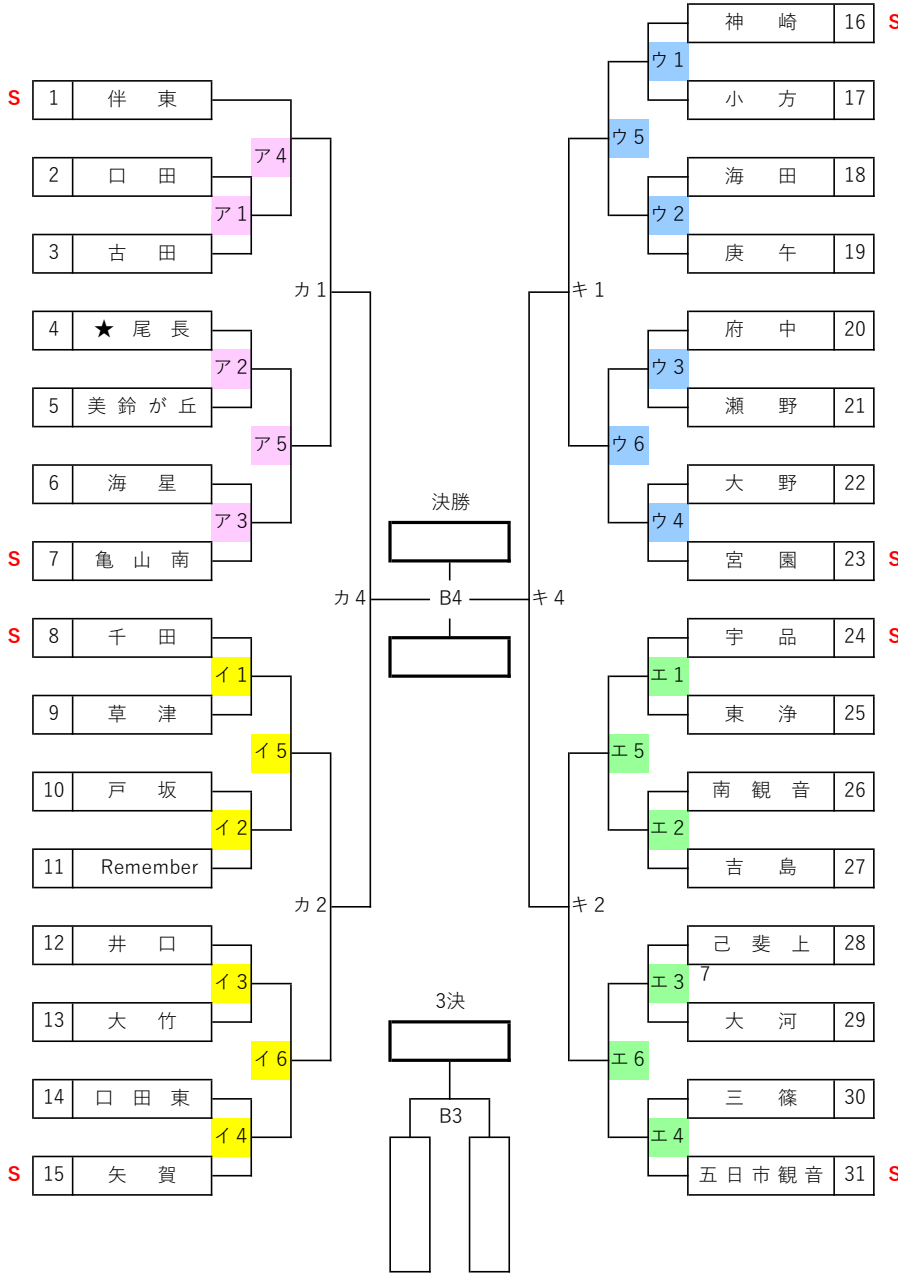 S 1 伴東
2 口田
3 古田
4 ★尾長
5 美鈴が丘
6 海星
S 7 亀山南
S 8 千田
9 草津
10 戸坂
11 Remember
12 井口
13 大竹
14 口田東
S 15 矢賀
ア4
ア1
ア2
ア5
ア3
イ1
イ5
イ2
イ3
イ6
イ4
カ1
カ4
カ2
決勝
B4
3決
B3
キ1
キ4
キ2
ウ1
ウ5
ウ2
ウ3
ウ6
ウ4
エ1
エ5
エ2
エ3
7
エ6
エ4
神崎 16 S
小方 17
海田 18
庚午 19
府中 20
瀬野 21
大野 22
宮園 23 S
宇品 24 S
東浄 25
南観音 26
吉島 27
己斐上 28
大河 29
三篠 30
五日市観音 31 S